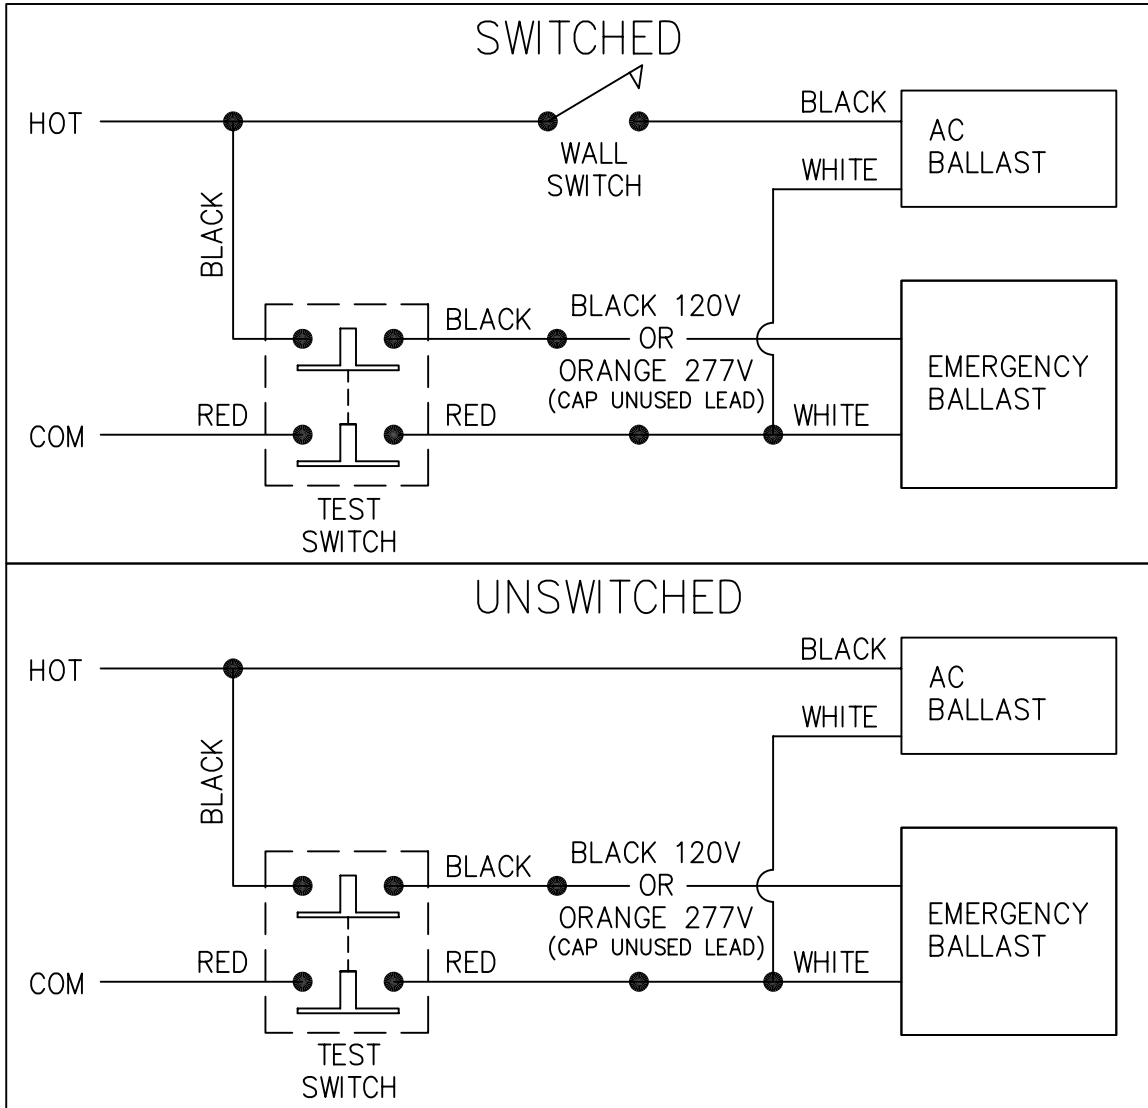 SWITCHED
HOT
BLACK
AC
BALLAST
WALL
SWITCH
WHITE
BLACK
BLACK
BLACK 120V
OR
ORANGE 277V
(CAP UNUSED LEAD)
EMERGENCY
BALLAST
COM
RED
RED
WHITE
TEST
SWITCH
UNSWITCHED
HOT
BLACK
AC
BALLAST
WHITE
BLACK
BLACK
BLACK 120V
OR
ORANGE 277V
(CAP UNUSED LEAD)
EMERGENCY
BALLAST
COM
RED
RED
WHITE
TEST
SWITCH